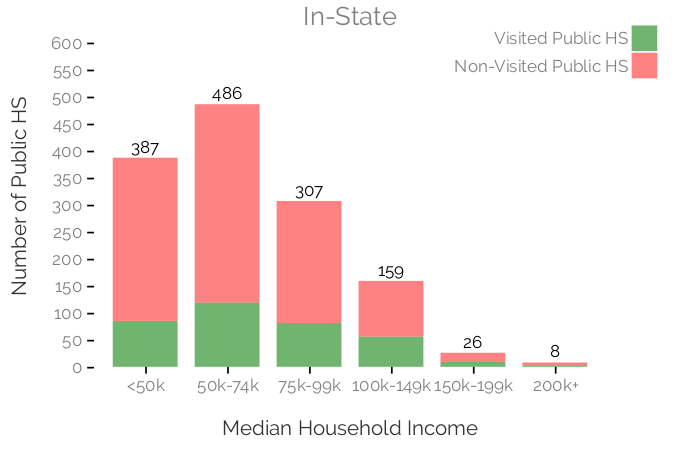 In-State
Visited Public HS
Non-Visited Public HS
Number of Public HS
600
550
500
450
400
350
300
250
200
150
100
50
0
387
486
307
159
26
8
<50k
50k-74k
75k-99k
100k-149k
150k-199k
200k+
Median Household Income